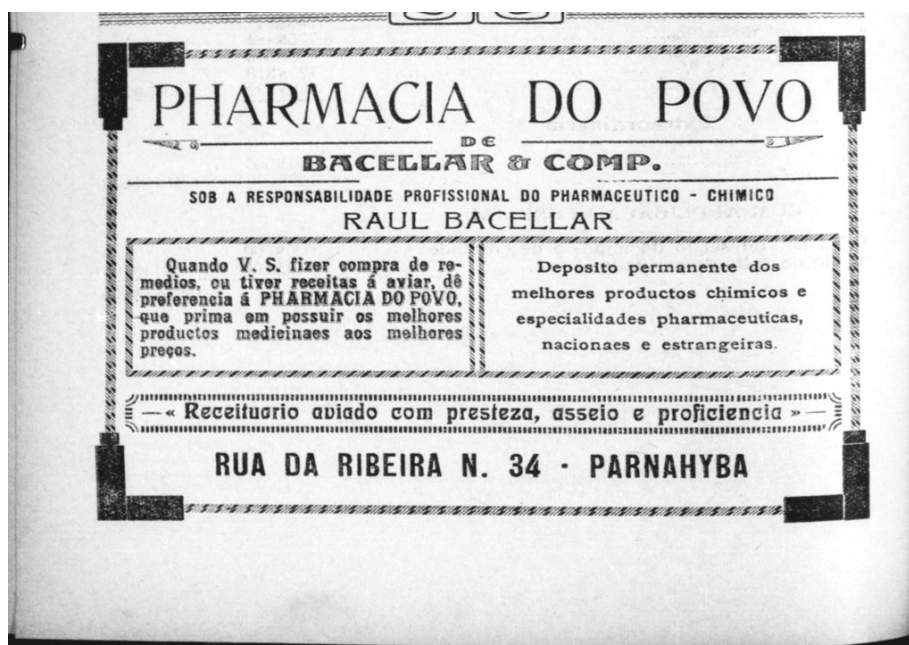 PHARMACIA DO POVO
DE
BACELLAR & COMP.
SOB A RESPONSABILIDADE PROFISSIONAL DO PHARMACEUTICO - CHIMICO
RAUL BACELLAR
Quando V. S. fizer compra de re-
medios, ou tiver receitas á aviar, dê
preferencia á PHARMACIA DO POVO,
que prima em possuir os melhores
productos medicinaes aos melhores
preços.
Deposito permanente dos
melhores productos chimicos e
especialidades pharmaceuticas,
nacionaes e estrangeiras.
— « Receituario aviado com presteza, asseio e proficiencia » —
RUA DA RIBEIRA N. 34 - PARNAHYBA